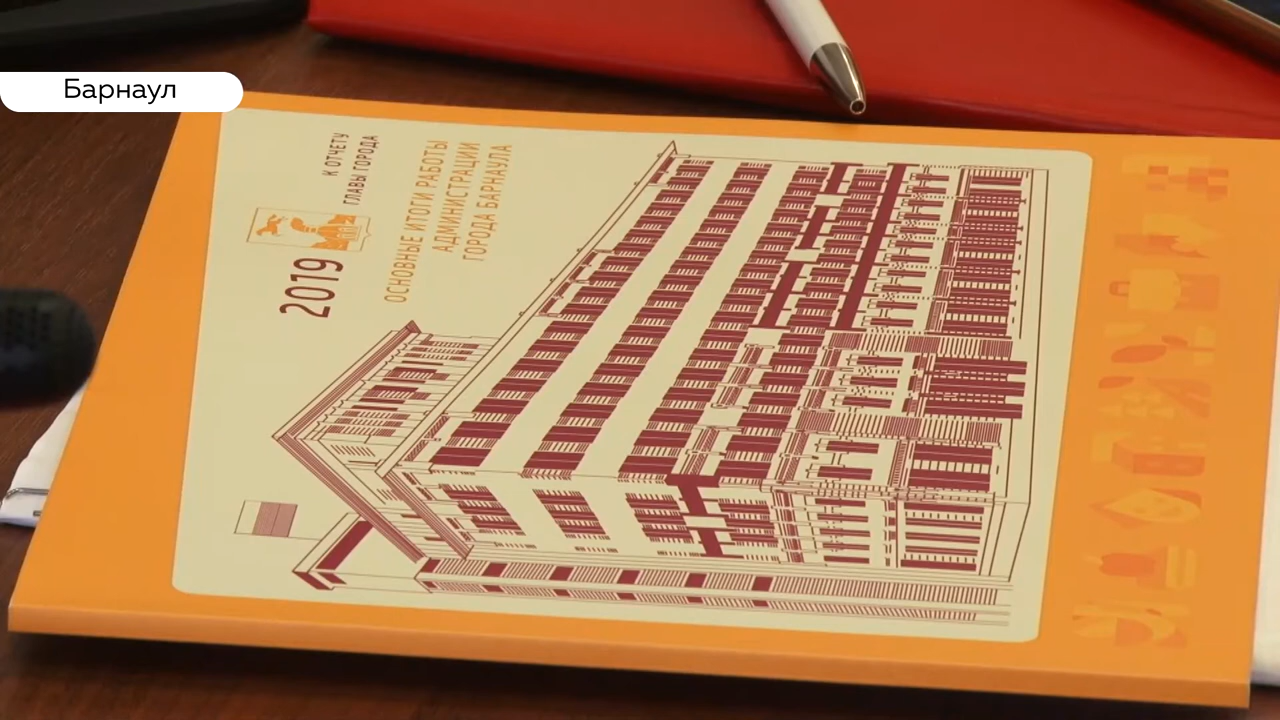 Барнаул
К ОТЧЕТУ
ГЛАВЫ ГОРОДА
2019
ОСНОВНЫЕ ИТОГИ РАБОТЫ
АДМИНИСТРАЦИИ
ГОРОДА БАРНАУЛА